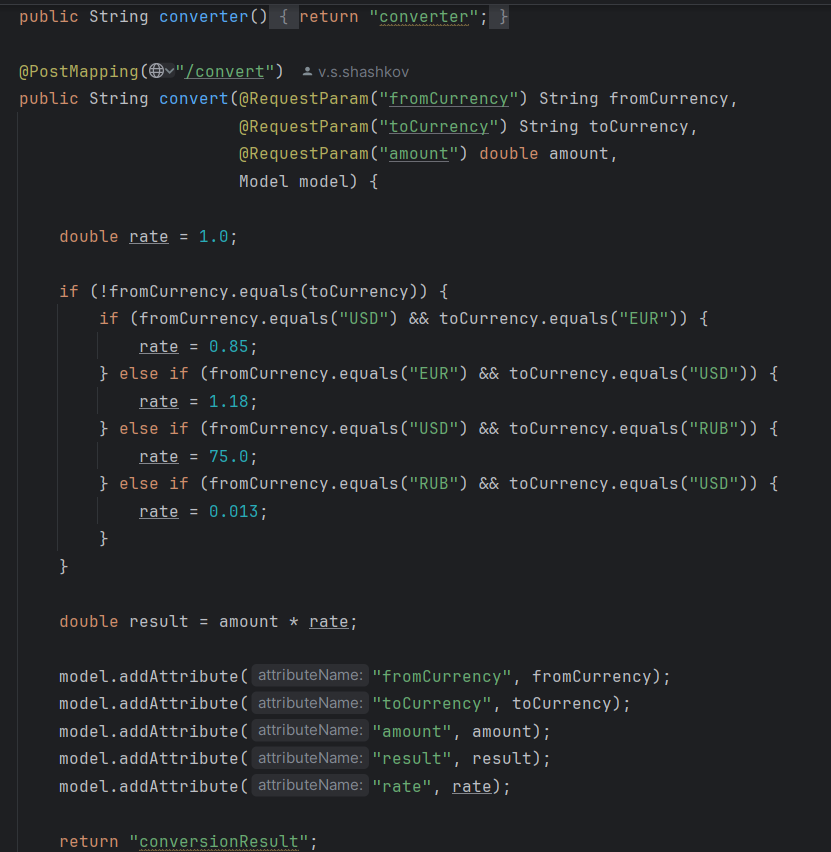 public String converter() { return "converter"; }
@PostMapping("/convert") v.s.shashkov
public String convert(@RequestParam("fromCurrency") String fromCurrency,
@RequestParam("toCurrency") String toCurrency,
@RequestParam("amount") double amount,
Model model) {
double rate = 1.0;
if (!fromCurrency.equals(toCurrency)) {
if (fromCurrency.equals("USD") && toCurrency.equals("EUR")) {
rate = 0.85;
} else if (fromCurrency.equals("EUR") && toCurrency.equals("USD")) {
rate = 1.18;
} else if (fromCurrency.equals("USD") && toCurrency.equals("RUB")) {
rate = 75.0;
} else if (fromCurrency.equals("RUB") && toCurrency.equals("USD")) {
rate = 0.013;
}
}
double result = amount * rate;
model.addAttribute( attributeName: "fromCurrency", fromCurrency);
model.addAttribute( attributeName: "toCurrency", toCurrency);
model.addAttribute( attributeName: "amount", amount);
model.addAttribute( attributeName: "result", result);
model.addAttribute( attributeName: "rate", rate);
return "conversionResult";